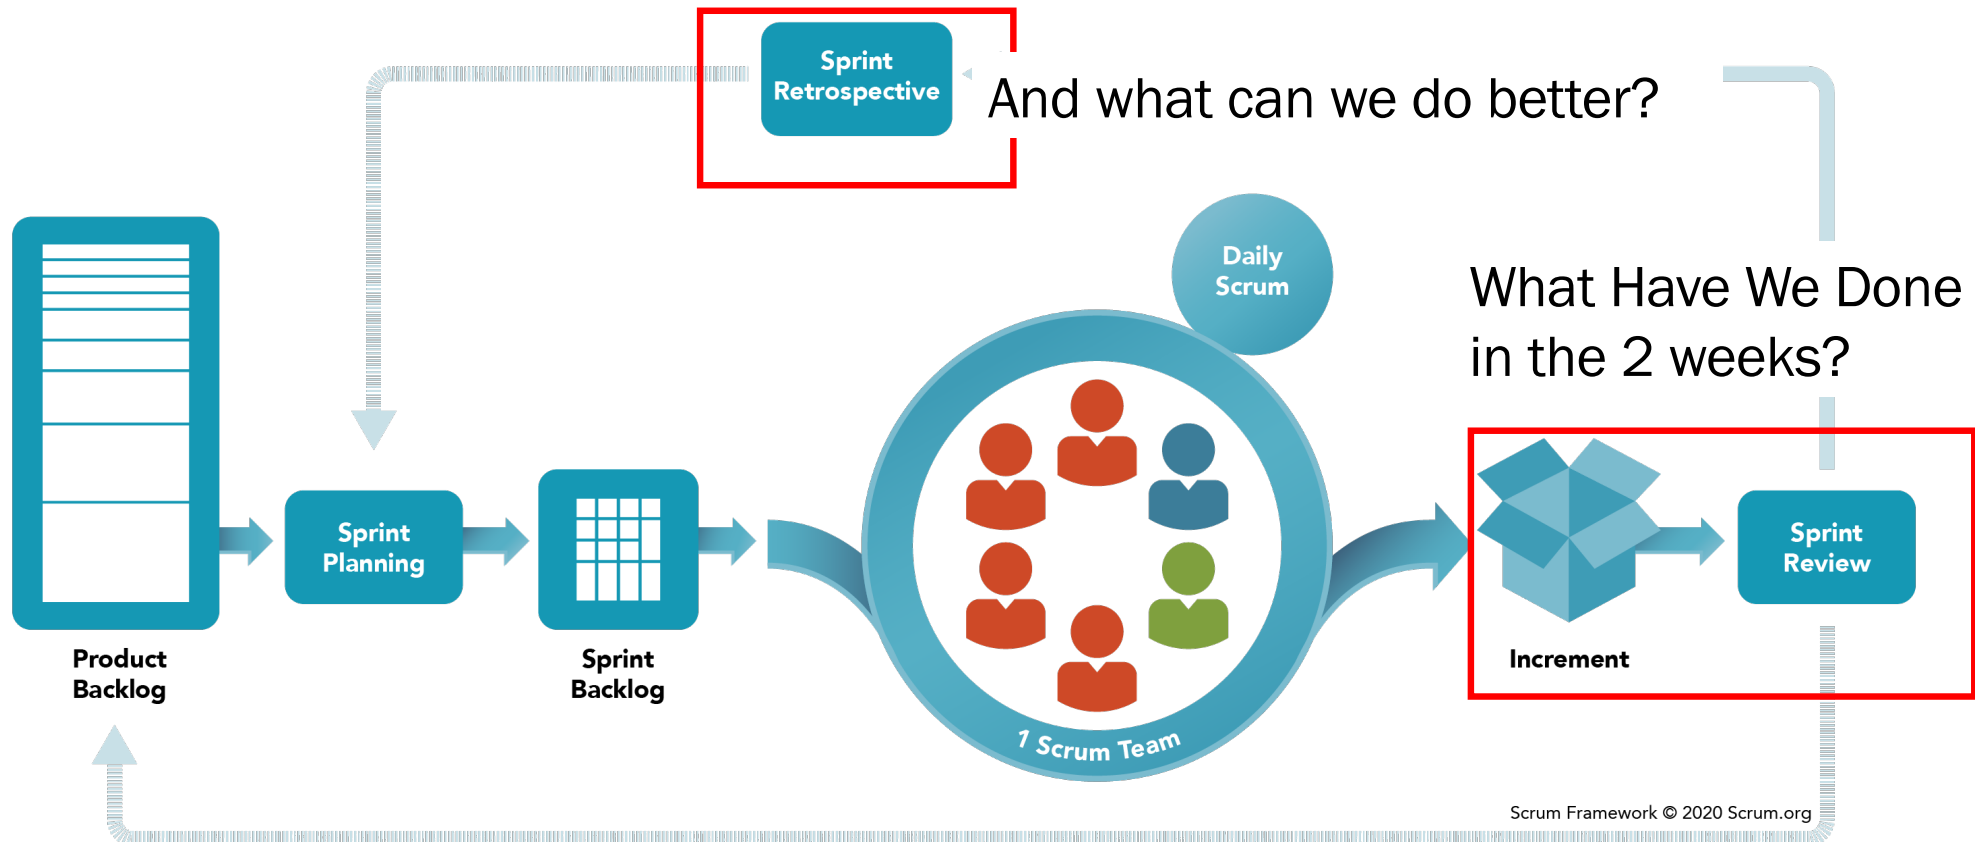 Sprint
Retrospective
And what can we do better?
Daily
Scrum
What Have We Done
in the 2 weeks?
Sprint
Planning
Sprint
Review
Product
Backlog
Sprint
Backlog
Increment
1 Scrum Team
Scrum Framework © 2020 Scrum.org